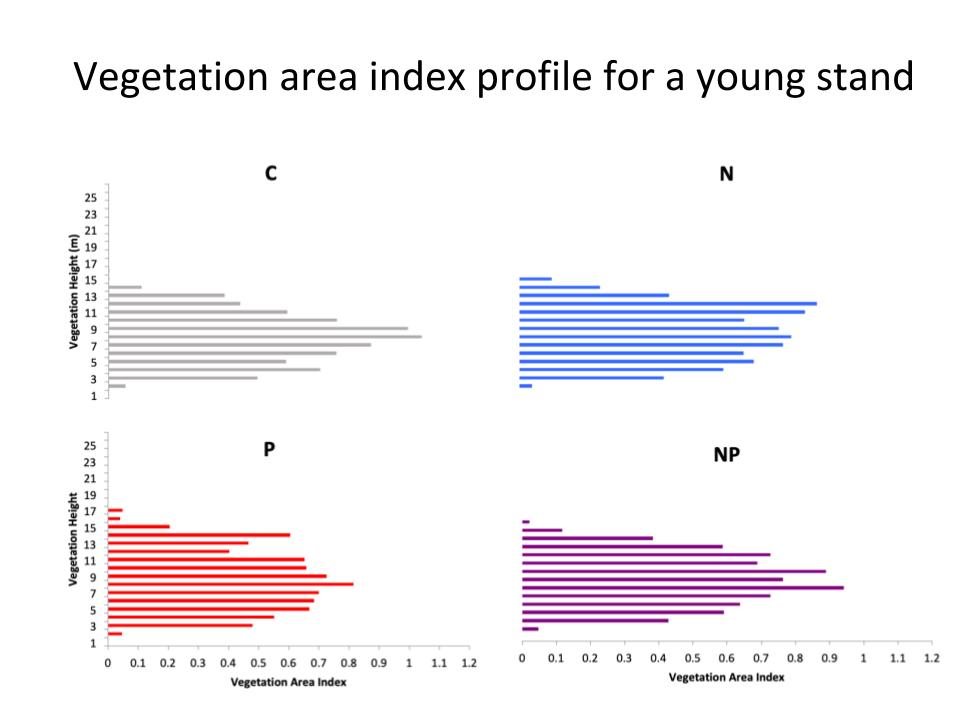 Vegetation area index profile for a young stand
C
Vegetation Height (m)
25
23
21
19
17
15
13
11
9
7
5
3
1
N
P
Vegetation Height
25
23
21
19
17
15
13
11
9
7
5
3
1
0 0.1 0.2 0.3 0.4 0.5 0.6 0.7 0.8 0.9 1 1.1 1.2
Vegetation Area Index
NP
0 0.1 0.2 0.3 0.4 0.5 0.6 0.7 0.8 0.9 1 1.1 1.2
Vegetation Area Index